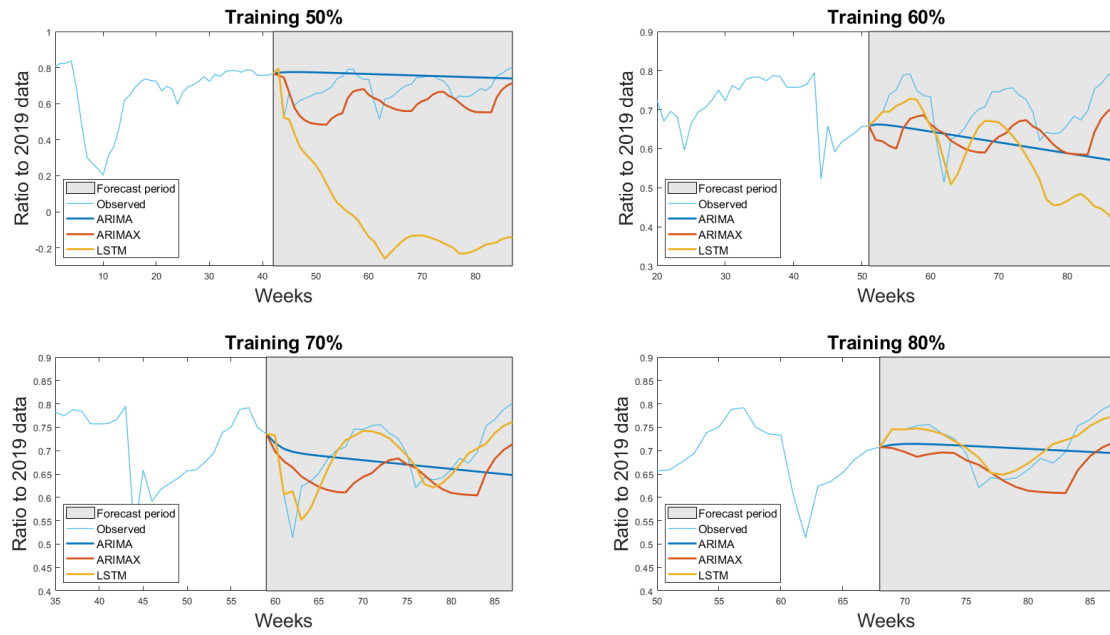 Training 50%
Ratio to 2019 data
1
0.8
0.6
0.4
0.2
0
-0.2
Forecast period
Observed
ARIMA
ARIMAX
LSTM
10 20 30 40 50 60 70 80
Weeks
Training 60%
Ratio to 2019 data
0.9
0.8
0.7
0.6
0.5
0.4
0.3
Forecast period
Observed
ARIMA
ARIMAX
LSTM
20 30 40 50 60 70 80
Weeks
Training 70%
Ratio to 2019 data
0.9
0.85
0.8
0.75
0.7
0.65
0.6
0.55
0.5
0.45
0.4
Forecast period
Observed
ARIMA
ARIMAX
LSTM
35 40 45 50 55 60 65 70 75 80 85
Weeks
Training 80%
Ratio to 2019 data
0.9
0.85
0.8
0.75
0.7
0.65
0.6
0.55
0.5
0.45
0.4
Forecast period
Observed
ARIMA
ARIMAX
LSTM
50 55 60 65 70 75 80 85
Weeks